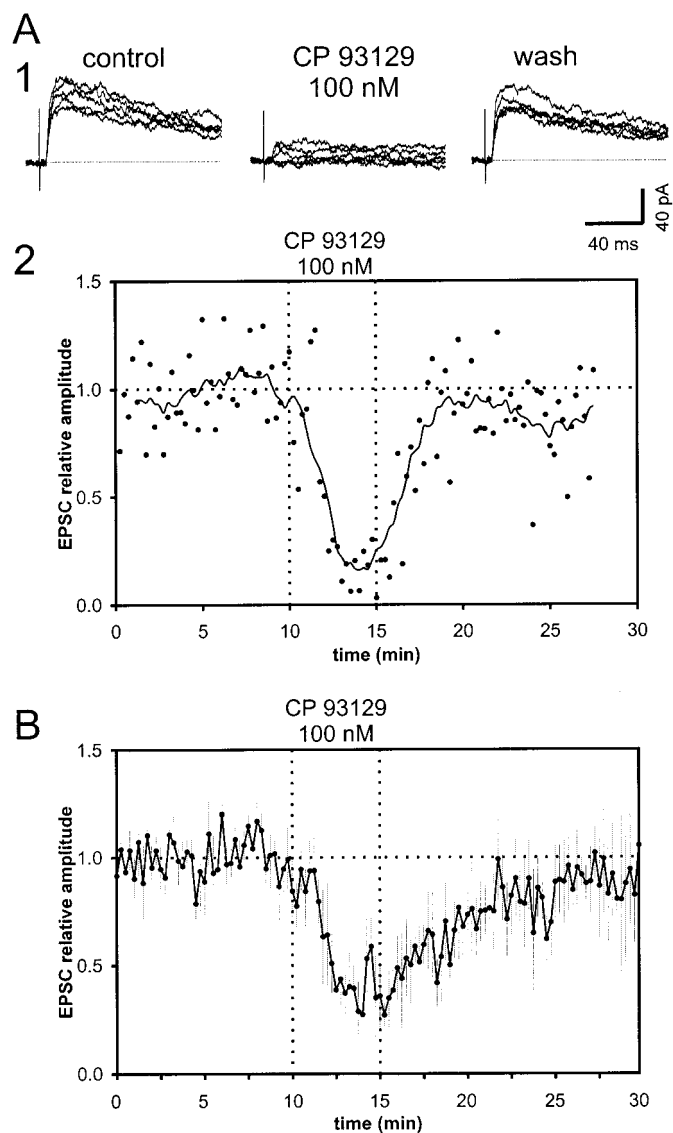 A
1
control
CP 93129
100 nM
wash
40 pA
40 ms
2
CP 93129
100 nM
EPSC relative amplitude
1.5
1.0
0.5
0.0
0 5 10 15 20 25 30
time (min)
B
CP 93129
100 nM
EPSC relative amplitude
1.5
1.0
0.5
0.0
0 5 10 15 20 25 30
time (min)